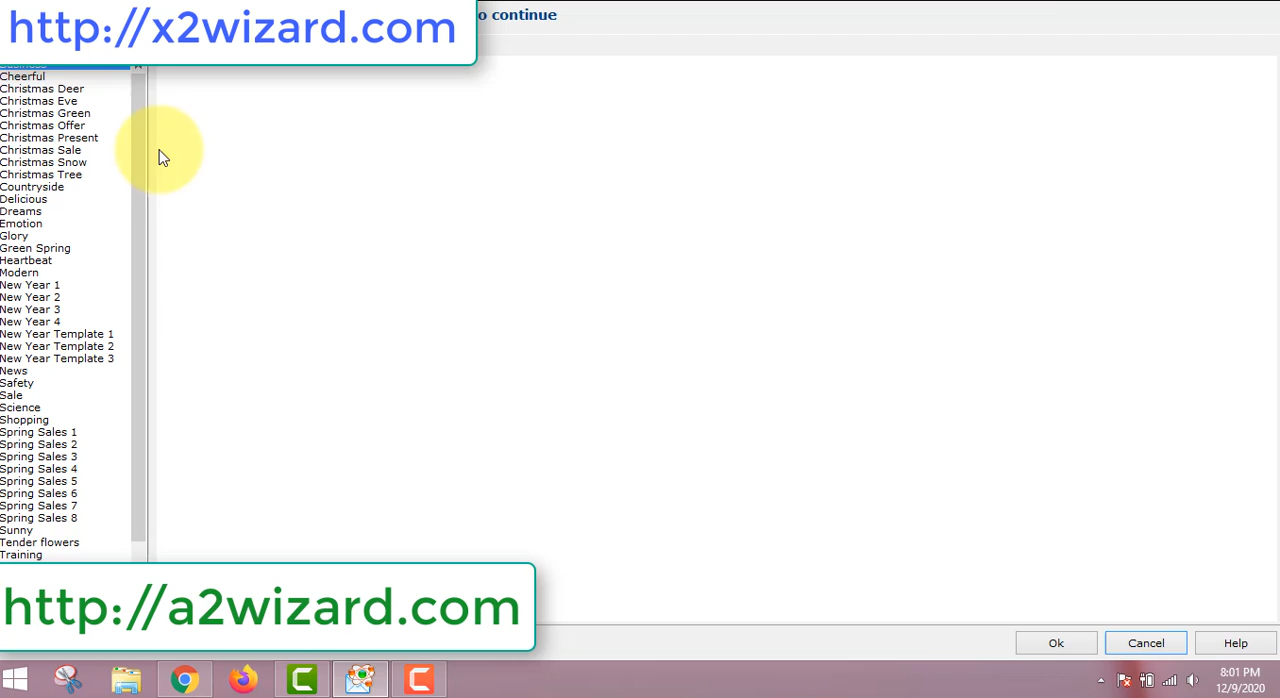 http://x2wizard.com
o continue
Cheerful
Christmas Deer
Christmas Eve
Christmas Green
Christmas Offer
Christmas Present
Christmas Sale
Christmas Snow
Christmas Tree
Countryside
Delicious
Dreams
Emotion
Glory
Green Spring
Heartbeat
Modern
New Year 1
New Year 2
New Year 3
New Year 4
New Year Template 1
New Year Template 2
New Year Template 3
News
Safety
Sale
Science
Shopping
Spring Sales 1
Spring Sales 2
Spring Sales 3
Spring Sales 4
Spring Sales 5
Spring Sales 6
Spring Sales 7
Spring Sales 8
Sunny
Tender flowers
Training
http://a2wizard.com
Ok Cancel Help
8:01 PM
12/9/2020